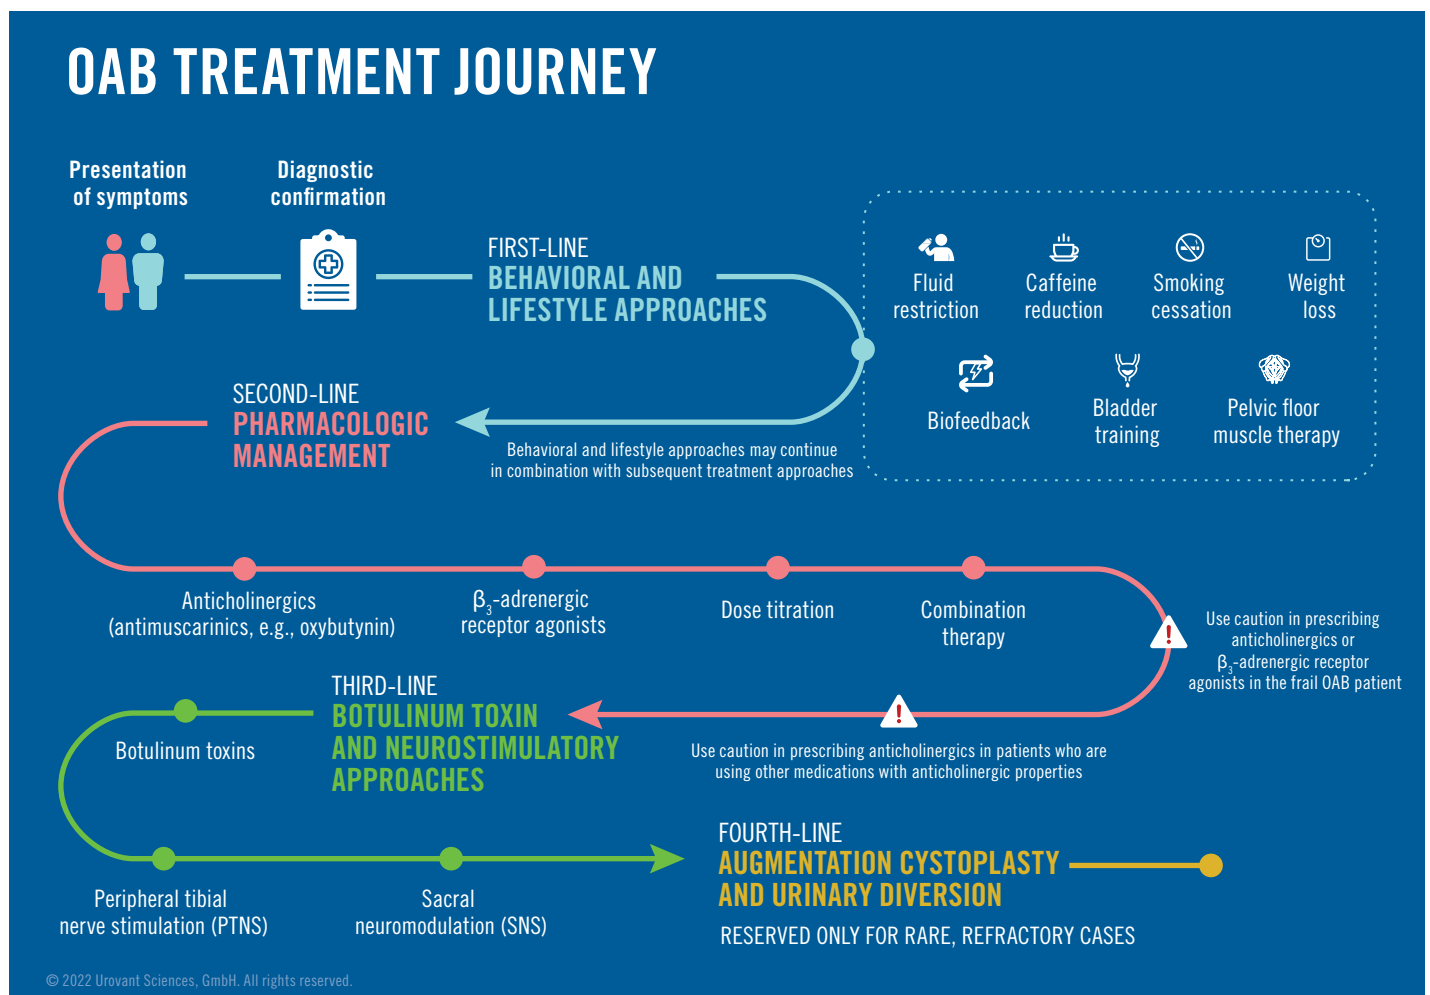 OAB TREATMENT JOURNEY
Presentation
of symptoms
Diagnostic
confirmation
FIRST-LINE
BEHAVIORAL AND
LIFESTYLE APPROACHES
Fluid
restriction
Caffeine
reduction
Smoking
cessation
Weight
loss
Biofeedback
Bladder
training
Pelvic floor
muscle therapy
Behavioral and lifestyle approaches may continue
in combination with subsequent treatment approaches
SECOND-LINE
PHARMACOLOGIC
MANAGEMENT
Anticholinergics
(antimuscarinics, e.g., oxybutynin)
β₃-adrenergic
receptor agonists
Dose titration
Combination
therapy
Use caution in prescribing
anticholinergics or
β₃-adrenergic receptor
agonists in the frail OAB patient
Use caution in prescribing anticholinergics in patients who are
using other medications with anticholinergic properties
THIRD-LINE
BOTULINUM TOXIN
AND NEUROSTIMULATORY
APPROACHES
Botulinum toxins
Peripheral tibial
nerve stimulation (PTNS)
Sacral
neuromodulation (SNS)
FOURTH-LINE
AUGMENTATION CYSTOPLASTY
AND URINARY DIVERSION
RESERVED ONLY FOR RARE, REFRACTORY CASES
© 2022 Urovant Sciences, GmbH. All rights reserved.